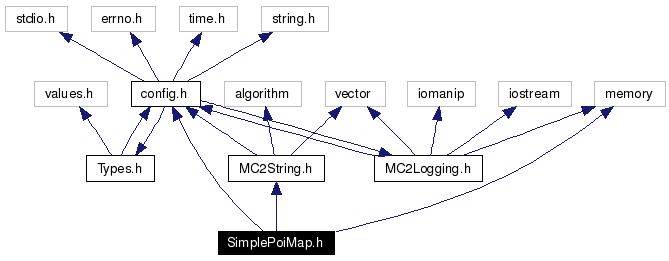 stdio.h errno.h time.h string.h
values.h config.h algorithm vector iomanip iostream memory
Types.h MC2String.h MC2Logging.h
SimplePoiMap.h